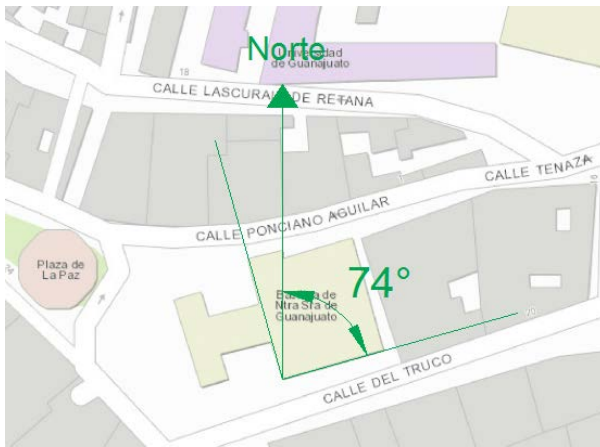 Norte
Universidad
de Guanajuato
18
CALLE LASCURAIN DE RETANA
CALLE TENAZA
CALLE PONCIANO AGUILAR
Plaza de
La Paz
74°
Basílica de
Ntra Sra de
Guanajuato
20
CALLE DEL TRUCO